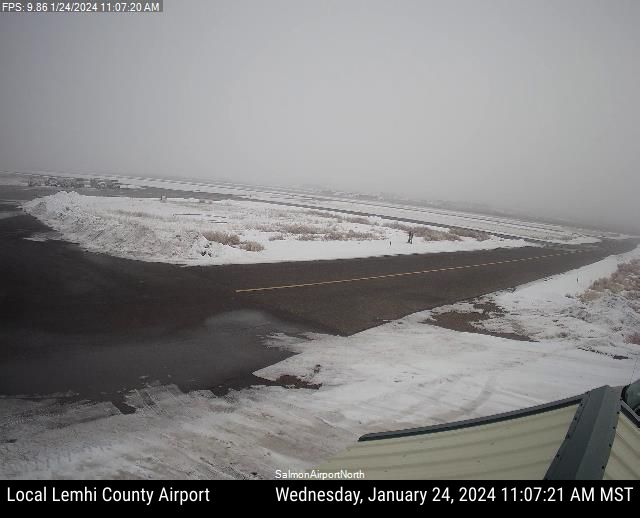 FPS: 9.86 1/24/2024 11:07:20 AM
SalmonAirportNorth
Local Lemhi County Airport Wednesday, January 24, 2024 11:07:21 AM MST